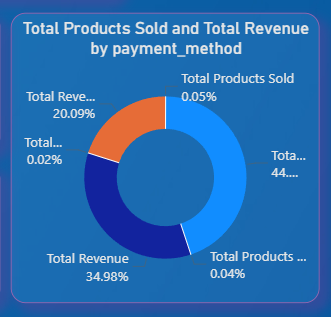 Total Products Sold and Total Revenue
by payment_method
Total Products Sold
0.05%
Total Reve...
20.09%
Total...
0.02%
Tota...
44....
Total Revenue
34.98%
Total Products ...
0.04%